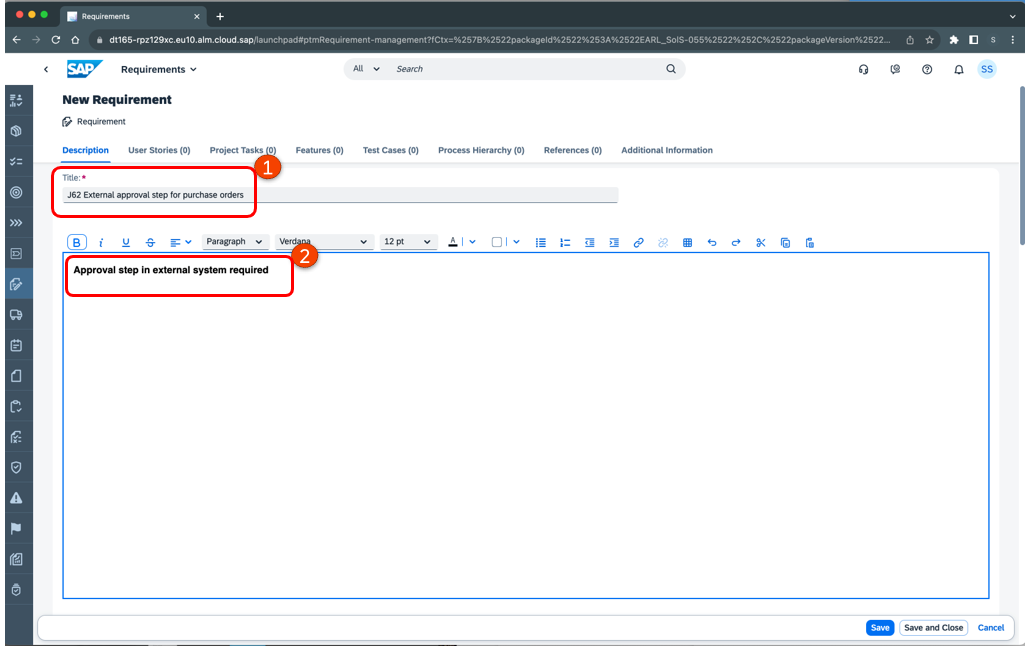 Requirements
dt165-rpz129xc.eu10.alm.cloud.sap/launchpad#ptmRequirement-management?fCtx=%257B%2522packageId%2522%253A%2522EARL_SolS-055%2522%252C%2522packageVersion%2522...
S
SAP Requirements All Search SS
New Requirement
Requirement
Description User Stories (0) Project Tasks (0) Features (0) Test Cases (0) Process Hierarchy (0) References (0) Additional Information
1
Title:*
J62 External approval step for purchase orders
B i U S Paragraph Verdana 12 pt A
2
Approval step in external system required
Save Save and Close Cancel